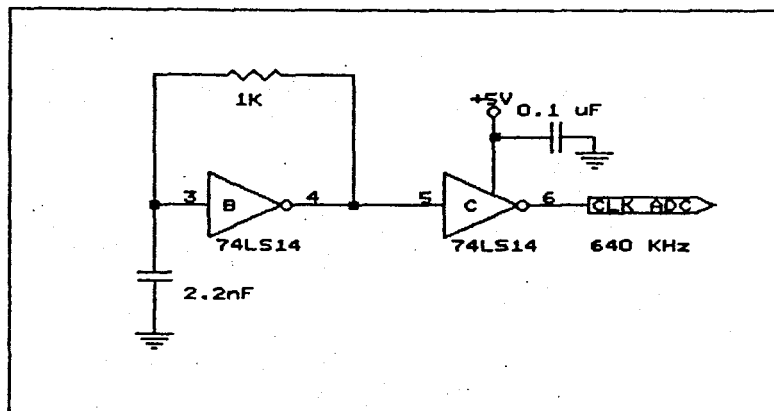 1K
+5V
0.1 uF
3
B
4
5
C
6
CLK ADC
74LS14
74LS14
640 KHz
2.2nF